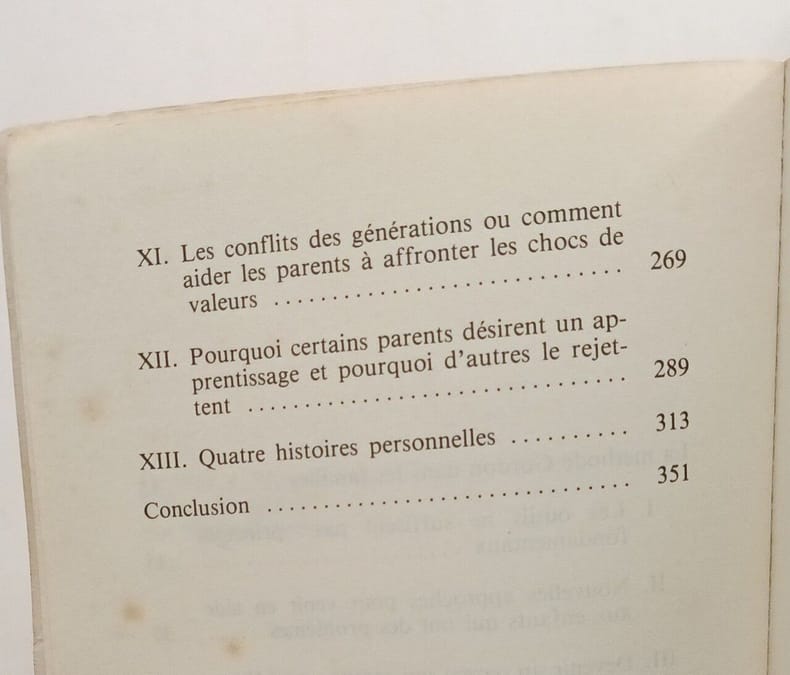 XI. Les conflits des générations ou comment
aider les parents à affronter les chocs de
valeurs .............................. 269
XII. Pourquoi certains parents désirent un ap-
prentissage et pourquoi d'autres le rejet-
tent .................................. 289
XIII. Quatre histoires personnelles .......... 313
Conclusion ................................ 351